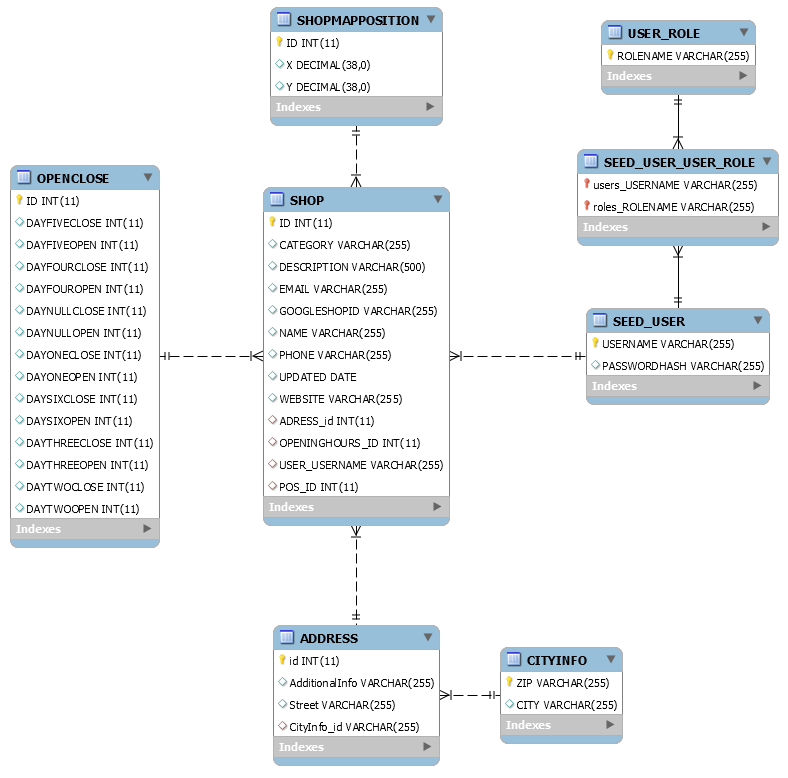 SHOPMAPPOSITION
ID INT(11)
X DECIMAL(38,0)
Y DECIMAL(38,0)
Indexes
USER_ROLE
ROLENAME VARCHAR(255)
Indexes
SEED_USER_USER_ROLE
users_USERNAME VARCHAR(255)
roles_ROLENAME VARCHAR(255)
Indexes
OPENCLOSE
ID INT(11)
DAYFIVECLOSE INT(11)
DAYFIVEOPEN INT(11)
DAYFOURCLOSE INT(11)
DAYFOUROPEN INT(11)
DAYNULLCLOSE INT(11)
DAYNULLOPEN INT(11)
DAYONECLOSE INT(11)
DAYONEOPEN INT(11)
DAYSIXCLOSE INT(11)
DAYSIXOPEN INT(11)
DAYTHREECLOSE INT(11)
DAYTHREEOPEN INT(11)
DAYTWOCLOSE INT(11)
DAYTWOOPEN INT(11)
Indexes
SHOP
ID INT(11)
CATEGORY VARCHAR(255)
DESCRIPTION VARCHAR(500)
EMAIL VARCHAR(255)
GOOGLESHOPID VARCHAR(255)
NAME VARCHAR(255)
PHONE VARCHAR(255)
UPDATED DATE
WEBSITE VARCHAR(255)
ADRESS_id INT(11)
OPENINGHOURS_ID INT(11)
USER_USERNAME VARCHAR(255)
POS_ID INT(11)
Indexes
SEED_USER
USERNAME VARCHAR(255)
PASSWORDHASH VARCHAR(255)
Indexes
ADDRESS
id INT(11)
AdditionalInfo VARCHAR(255)
Street VARCHAR(255)
CityInfo_id VARCHAR(255)
Indexes
CITYINFO
ZIP VARCHAR(255)
CITY VARCHAR(255)
Indexes